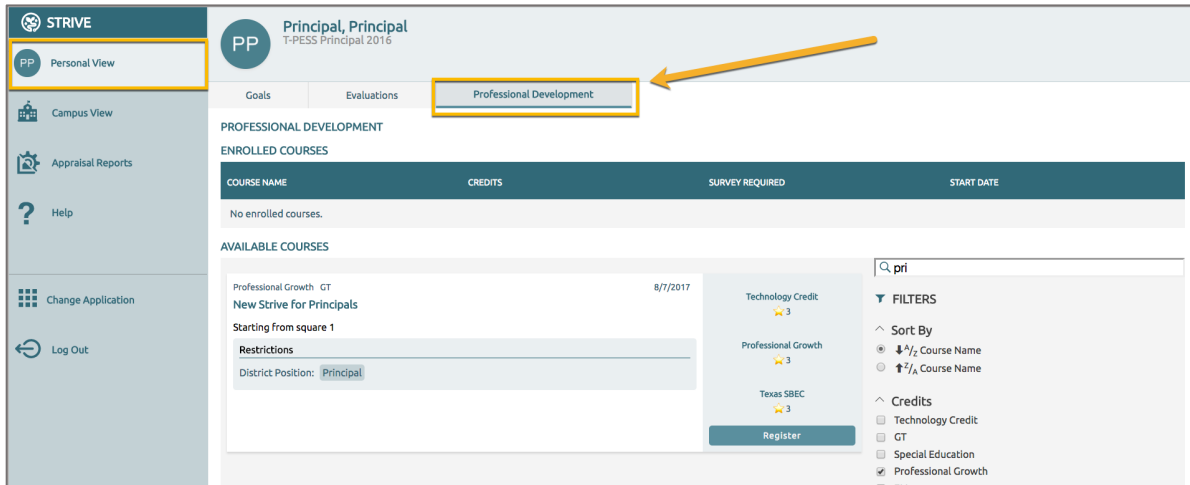 STRIVE
PP Personal View
Campus View
Appraisal Reports
? Help
Change Application
Log Out
PP
Principal, Principal
T-PESS Principal 2016
Goals Evaluations Professional Development
PROFESSIONAL DEVELOPMENT
ENROLLED COURSES
COURSE NAME CREDITS SURVEY REQUIRED START DATE
No enrolled courses.
AVAILABLE COURSES
Professional Growth GT 8/7/2017
New Strive for Principals
Starting from square 1
Restrictions
District Position: Principal
Technology Credit
3
Professional Growth
3
Texas SBEC
3
Register
pri
FILTERS
Sort By
A/Z Course Name
Z/A Course Name
Credits
Technology Credit
GT
Special Education
Professional Growth